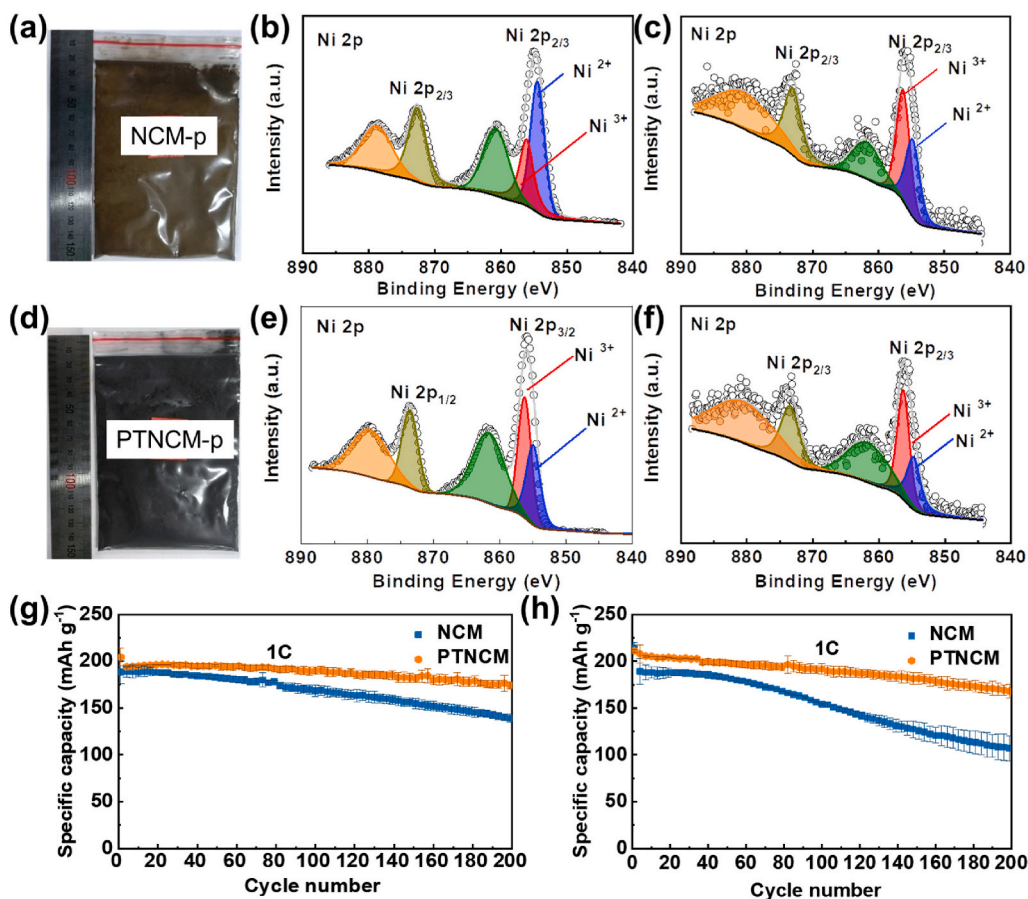 (a)
NCM-p
(b)
Ni 2p
Ni 2p2/3
Ni 2p2/3
Ni 2+
Ni 3+
Intensity (a.u.)
890 880 870 860 850 840
Binding Energy (eV)
(c)
Ni 2p
Ni 2p2/3
Ni 2p2/3
Ni 3+
Ni 2+
Intensity (a.u.)
890 880 870 860 850 840
Binding Energy (eV)
(d)
PTNCM-p
(e)
Ni 2p
Ni 2p1/2
Ni 2p3/2
Ni 3+
Ni 2+
Intensity (a.u.)
890 880 870 860 850 840
Binding Energy (eV)
(f)
Ni 2p
Ni 2p2/3
Ni 2p2/3
Ni 3+
Ni 2+
Intensity (a.u.)
890 880 870 860 850 840
Binding Energy (eV)
(g)
Specific capacity (mAh g-1)
250
200
150
100
50
0
NCM
PTNCM
1C
0 20 40 60 80 100 120 140 160 180 200
Cycle number
(h)
Specific capacity (mAh g-1)
250
200
150
100
50
0
NCM
PTNCM
1C
0 20 40 60 80 100 120 140 160 180 200
Cycle number